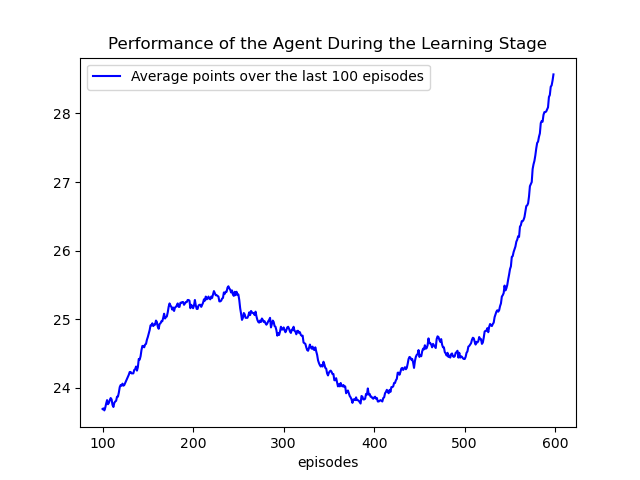 Performance of the Agent During the Learning Stage
Average points over the last 100 episodes
28
27
26
25
24
100 200 300 400 500 600
episodes